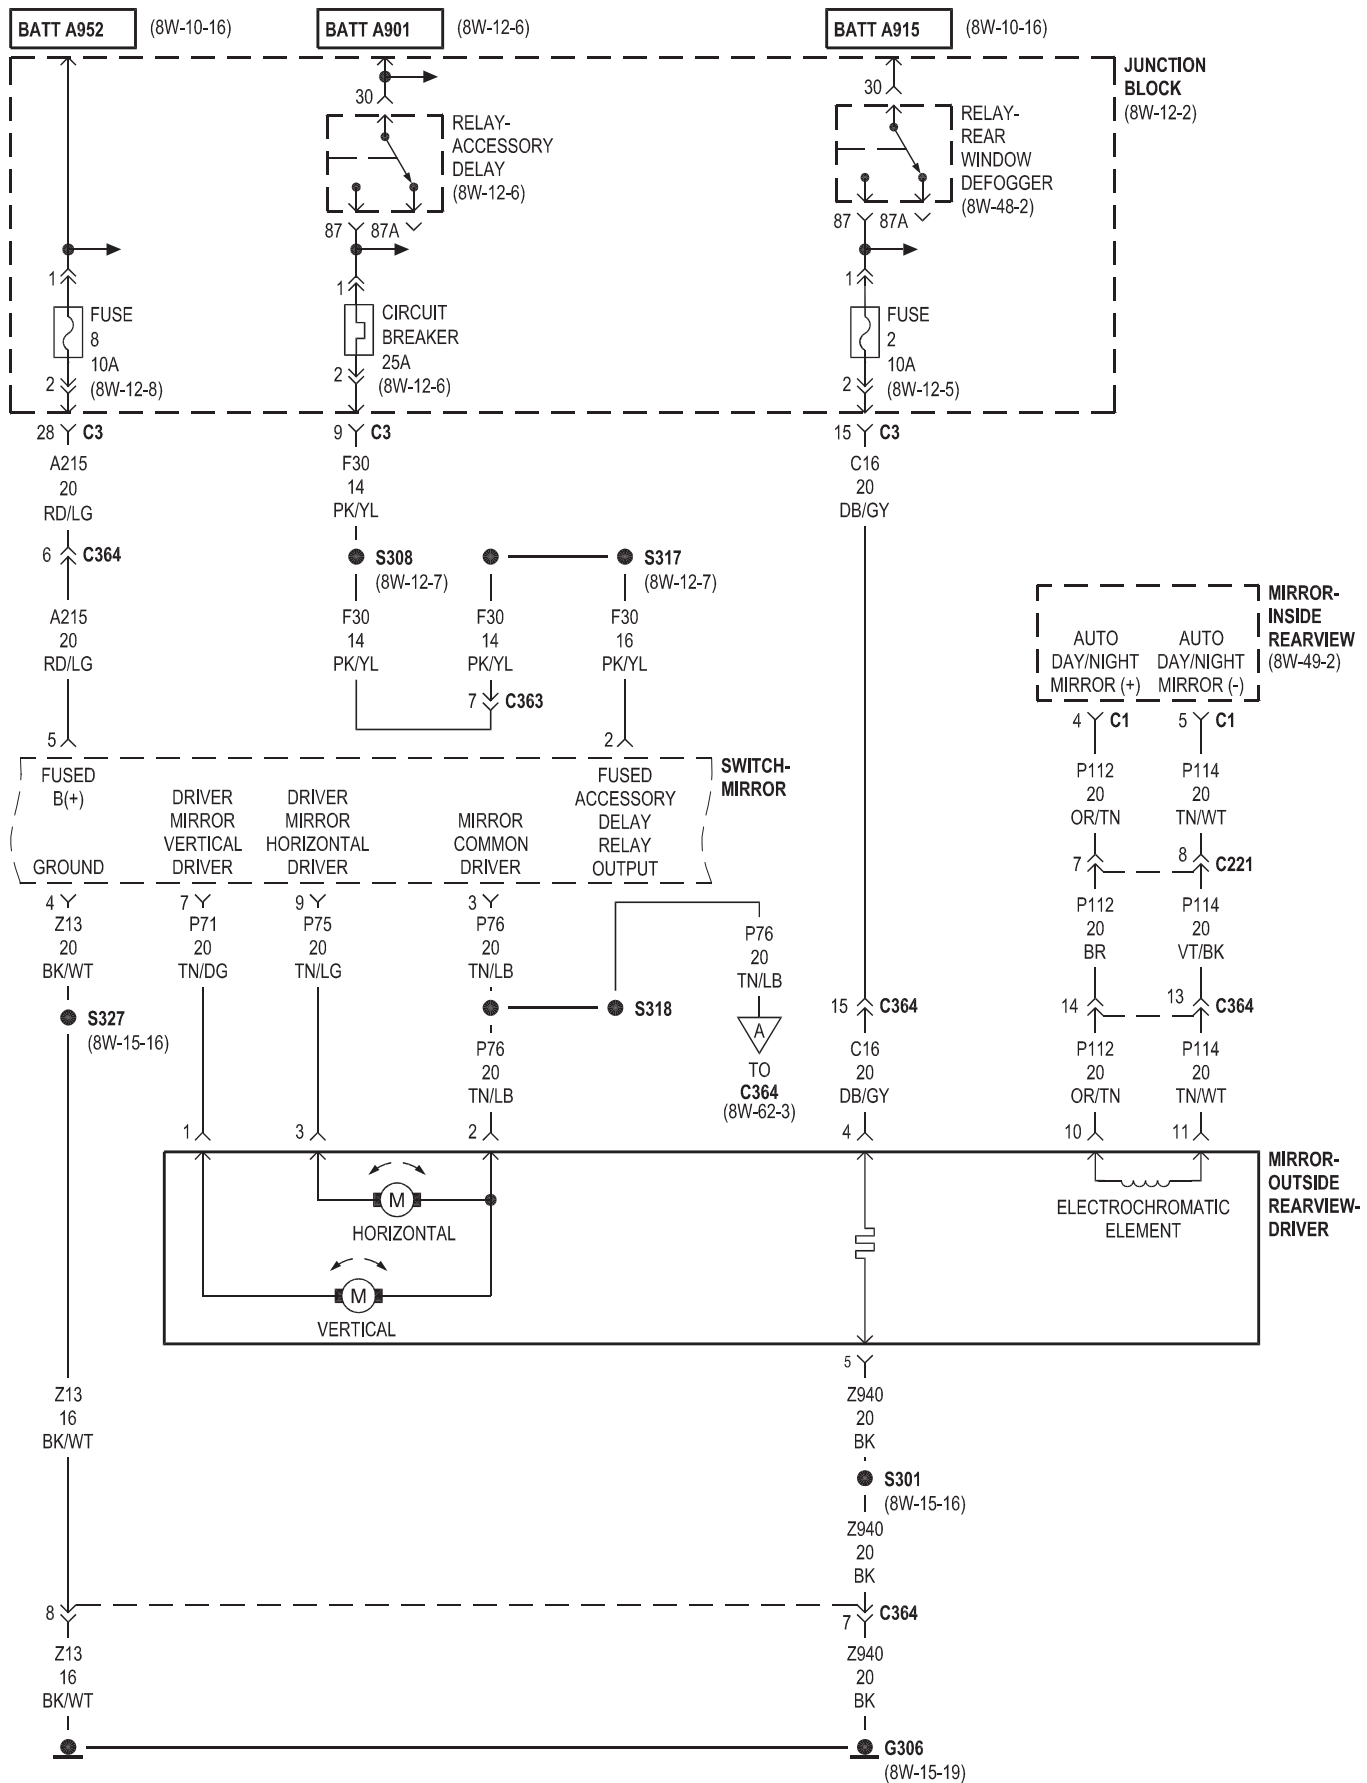 BATT A952
(8W-10-16)
BATT A901
(8W-12-6)
BATT A915
(8W-10-16)
JUNCTION
BLOCK
(8W-12-2)
30
RELAY-
ACCESSORY
DELAY
(8W-12-6)
87
87A
30
RELAY-
REAR
WINDOW
DEFOGGER
(8W-48-2)
87
87A
1
FUSE
8
10A
(8W-12-8)
2
1
CIRCUIT
BREAKER
25A
(8W-12-6)
2
1
FUSE
2
10A
(8W-12-5)
2
28
C3
9
C3
15
C3
A215
20
RD/LG
F30
14
PK/YL
C16
20
DB/GY
6
C364
S308
(8W-12-7)
S317
(8W-12-7)
A215
20
RD/LG
F30
14
PK/YL
F30
14
PK/YL
F30
16
PK/YL
7
C363
MIRROR-
INSIDE
REARVIEW
(8W-49-2)
AUTO
DAY/NIGHT
MIRROR (+)
AUTO
DAY/NIGHT
MIRROR (-)
4
C1
5
C1
5
2
SWITCH-
MIRROR
FUSED
B(+)
GROUND
DRIVER
MIRROR
VERTICAL
DRIVER
DRIVER
MIRROR
HORIZONTAL
DRIVER
MIRROR
COMMON
DRIVER
FUSED
ACCESSORY
DELAY
RELAY
OUTPUT
P112
20
OR/TN
P114
20
TN/WT
7
8
C221
4
7
9
3
Z13
20
BK/WT
P71
20
TN/DG
P75
20
TN/LG
P76
20
TN/LB
P76
20
TN/LB
P112
20
BR
P114
20
VT/BK
S327
(8W-15-16)
S318
15
C364
14
13
C364
P76
20
TN/LB
A
TO
C364
(8W-62-3)
C16
20
DB/GY
P112
20
OR/TN
P114
20
TN/WT
1
3
2
4
10
11
MIRROR-
OUTSIDE
REARVIEW-
DRIVER
M
HORIZONTAL
M
VERTICAL
ELECTROCHROMATIC
ELEMENT
5
Z13
16
BK/WT
Z940
20
BK
S301
(8W-15-16)
Z940
20
BK
8
7
C364
Z13
16
BK/WT
Z940
20
BK
G306
(8W-15-19)